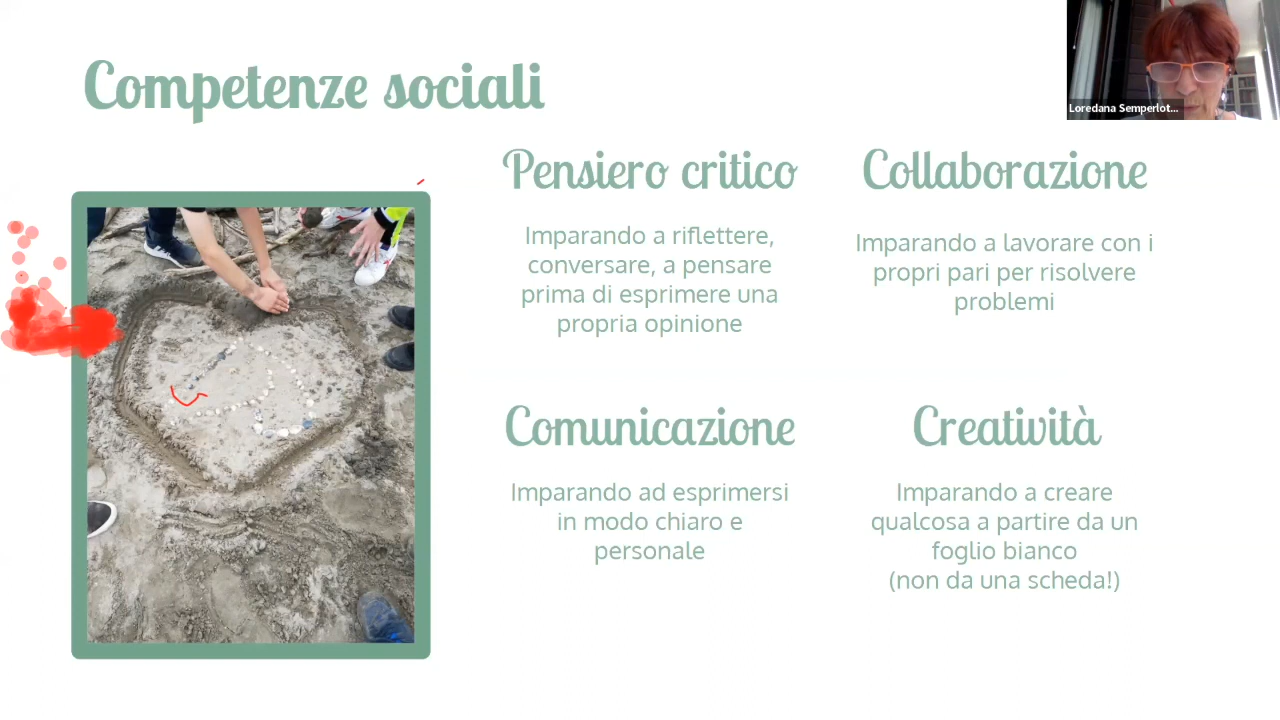 Competenze sociali
Loredana Semperlot...
Pensiero critico
Imparando a riflettere,
conversare, a pensare
prima di esprimere una
propria opinione
Collaborazione
Imparando a lavorare con i
propri pari per risolvere
problemi
Comunicazione
Imparando ad esprimersi
in modo chiaro e
personale
Creatività
Imparando a creare
qualcosa a partire da un
foglio bianco
(non da una scheda!)